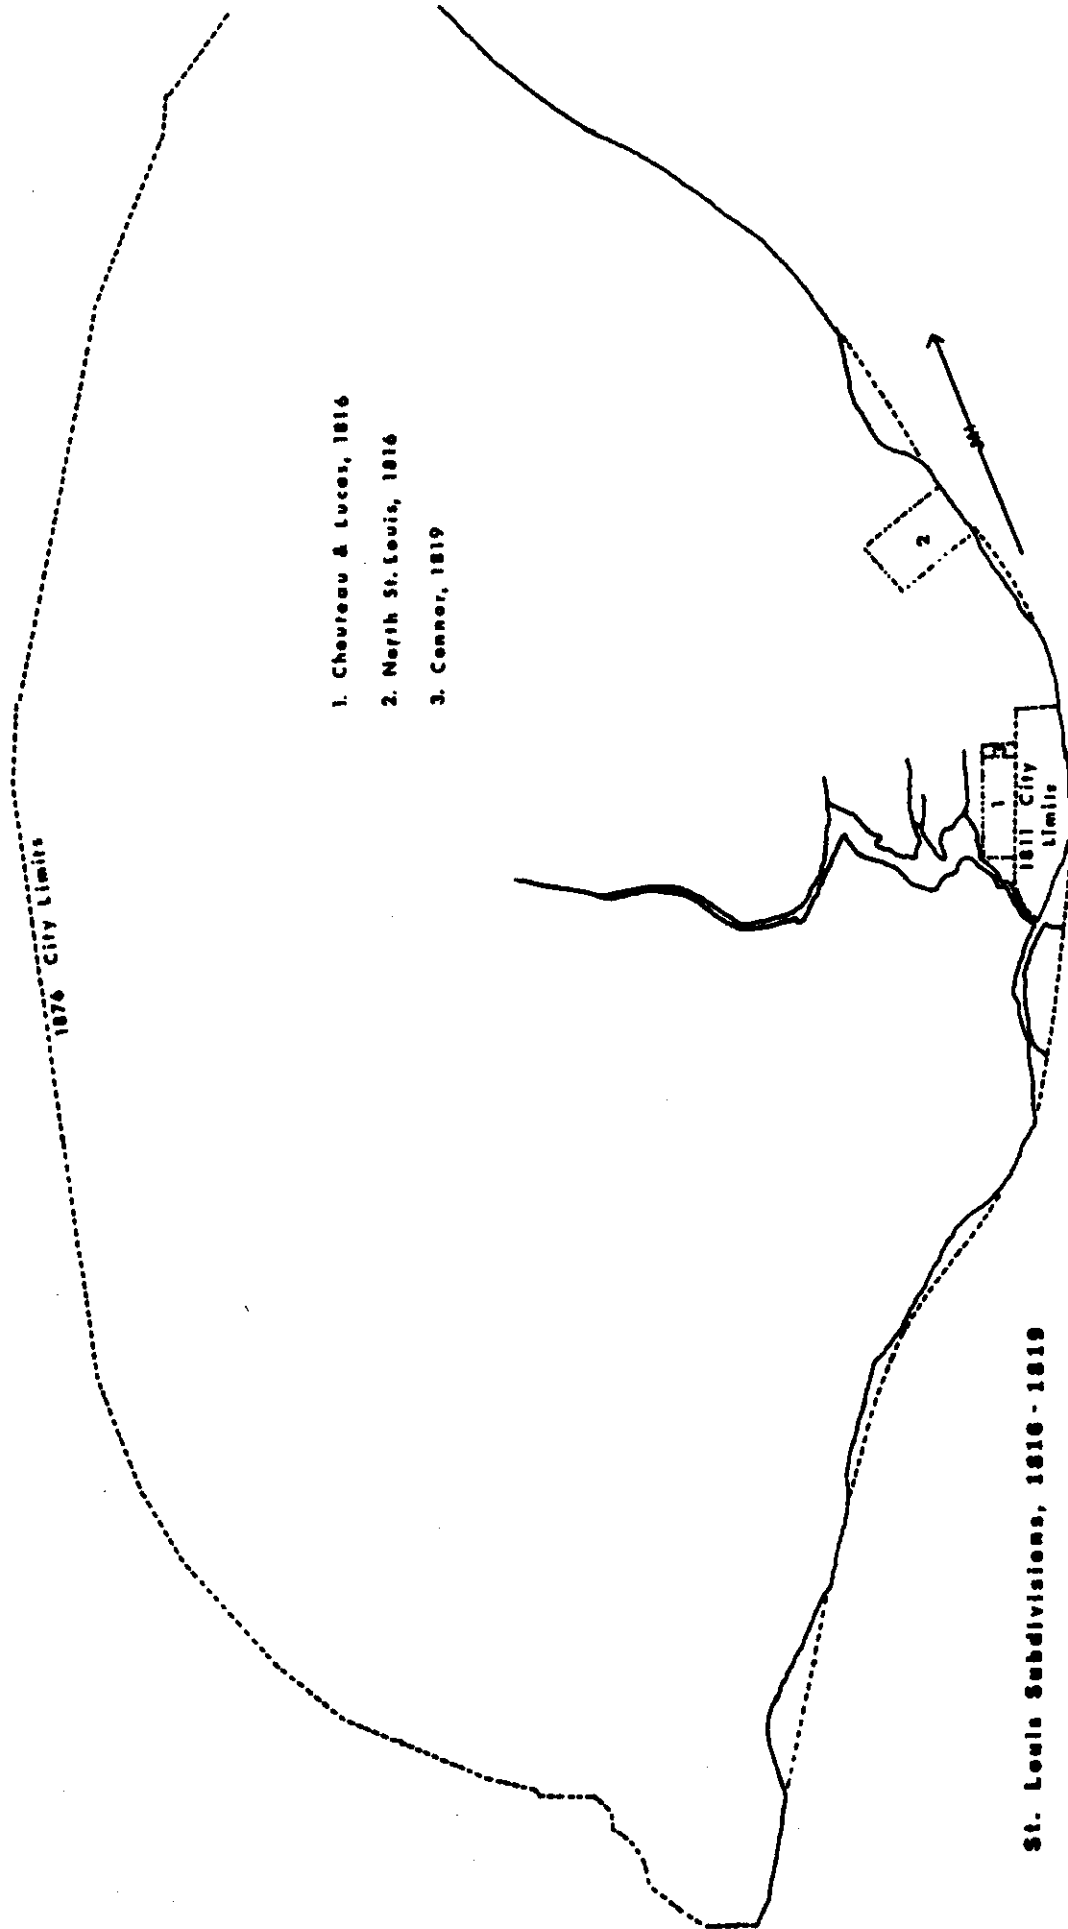 1876 City Limits
1. Chouteau & Lucas, 1816
2. North St. Louis, 1816
3. Connor, 1819
2
N
3
1
1811 City
Limits
St. Louis Subdivisions, 1816 - 1819